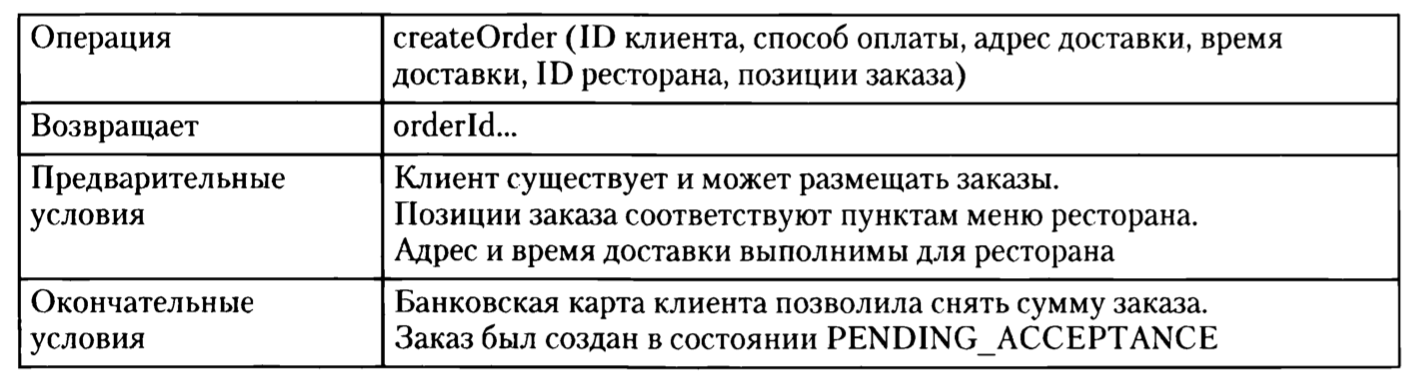 Операция
createOrder (ID клиента, способ оплаты, адрес доставки, время
доставки, ID ресторана, позиции заказа)
Возвращает
orderId...
Предварительные
условия
Клиент существует и может размещать заказы.
Позиции заказа соответствуют пунктам меню ресторана.
Адрес и время доставки выполнимы для ресторана
Окончательные
условия
Банковская карта клиента позволила снять сумму заказа.
Заказ был создан в состоянии PENDING_ACCEPTANCE